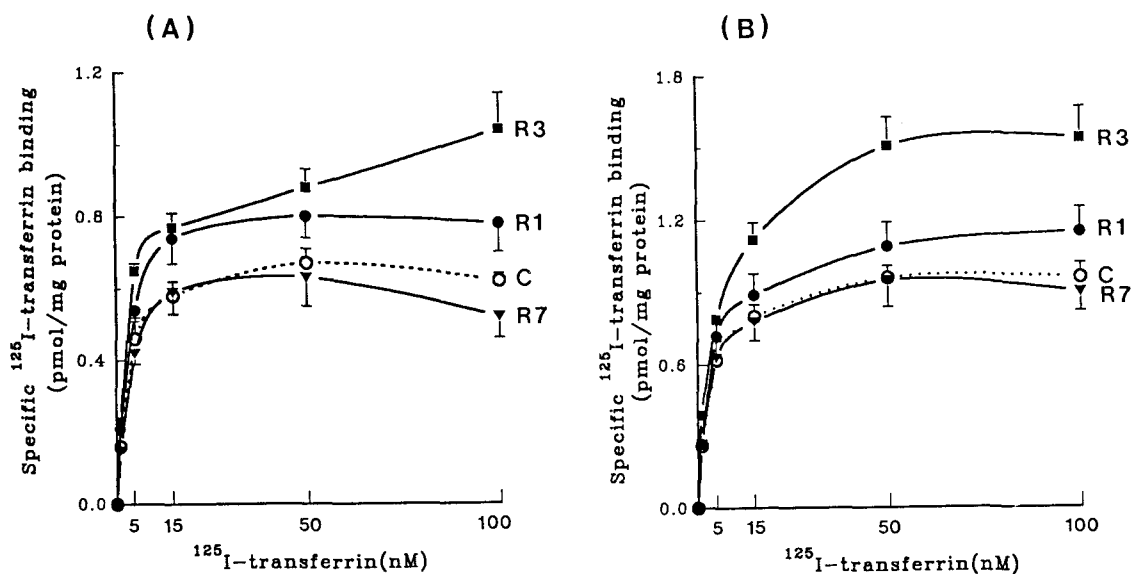 (A)
Specific ¹²⁵I-transferrin binding
(pmol/mg protein)
1.2
0.8
0.4
0.0
5 15 50 100
¹²⁵I-transferrin(nM)
R3
R1
C
R7
(B)
Specific ¹²⁵I-transferrin binding
(pmol/mg protein)
1.8
1.2
0.6
0.0
5 15 50 100
¹²⁵I-transferrin(nM)
R3
R1
C
R7